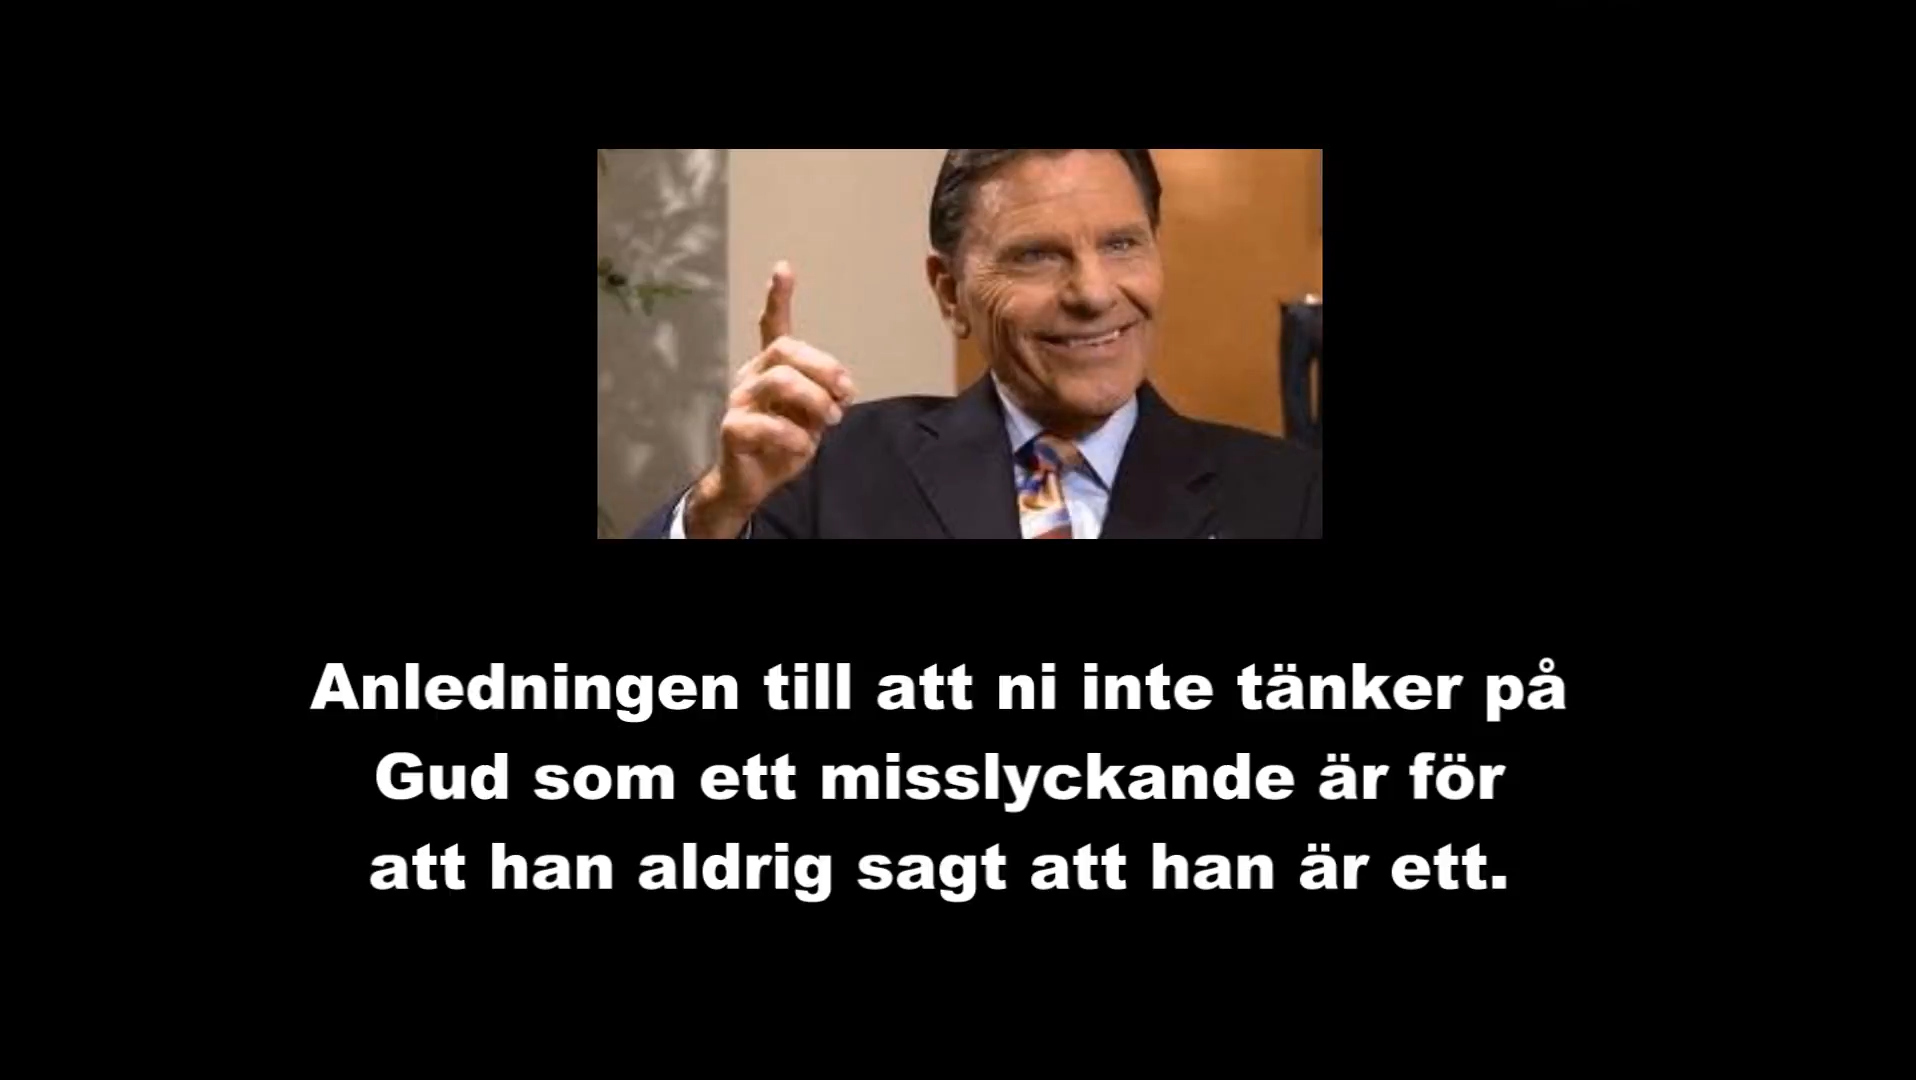 Anledningen till att ni inte tänker på
Gud som ett misslyckande är för
att han aldrig sagt att han är ett.